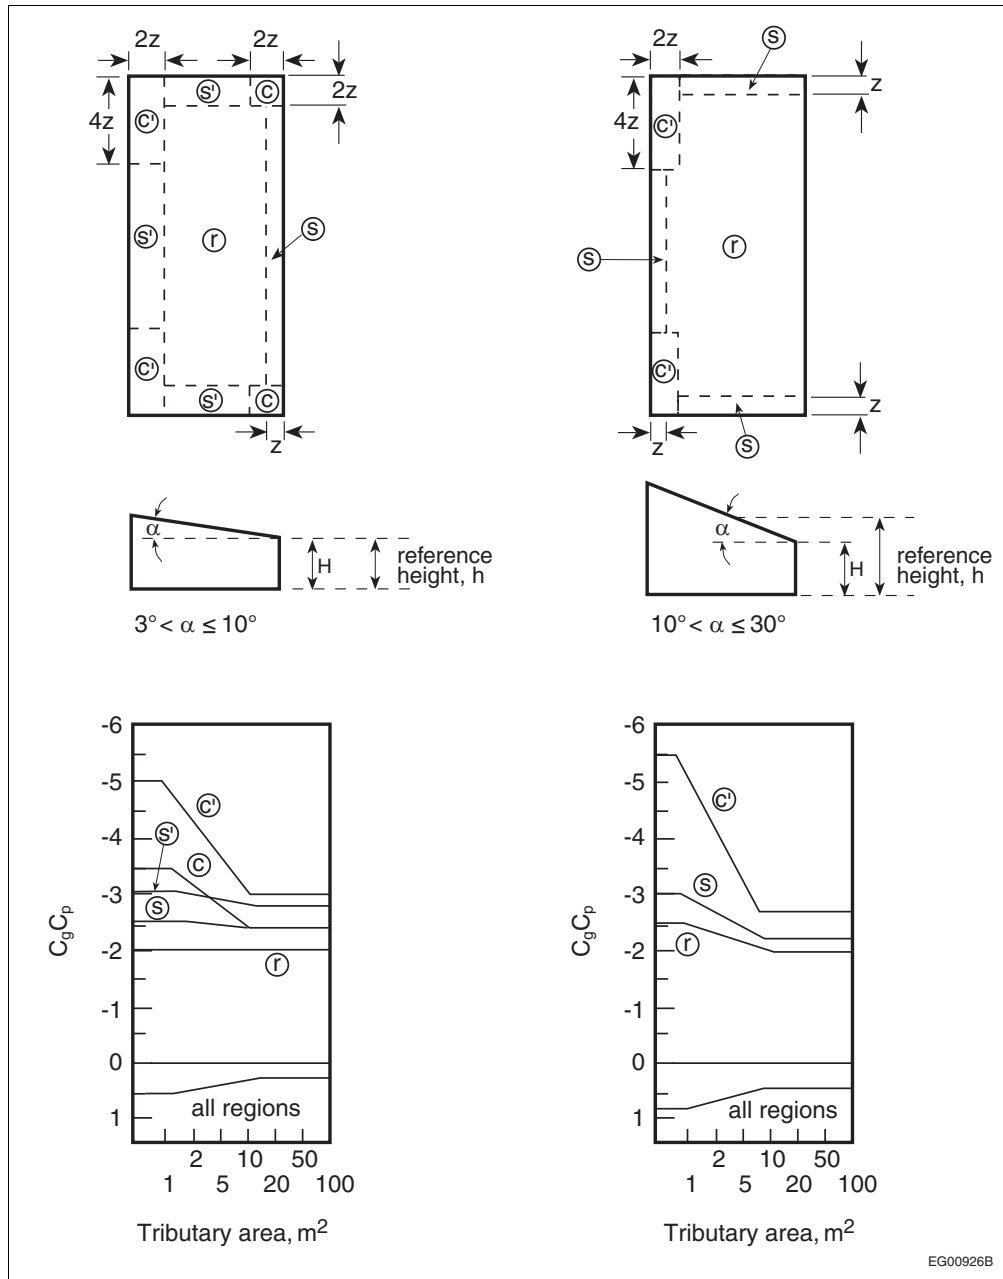 2z 2z s 2z s
s' c 2z z
4z c' 4z c'
s' r s s r
c' c'
s' c s z
z z
α H reference height, h
3° < α ≤ 10°
α H reference height, h
10° < α ≤ 30°
-6
-5
-4
-3
-2
-1
0
1
CgCp
c'
s'
c
s
r
all regions
2 10 50
1 5 20 100
Tributary area, m²
-6
-5
-4
-3
-2
-1
0
1
CgCp
c'
s
r
all regions
2 10 50
1 5 20 100
Tributary area, m²
EG00926B